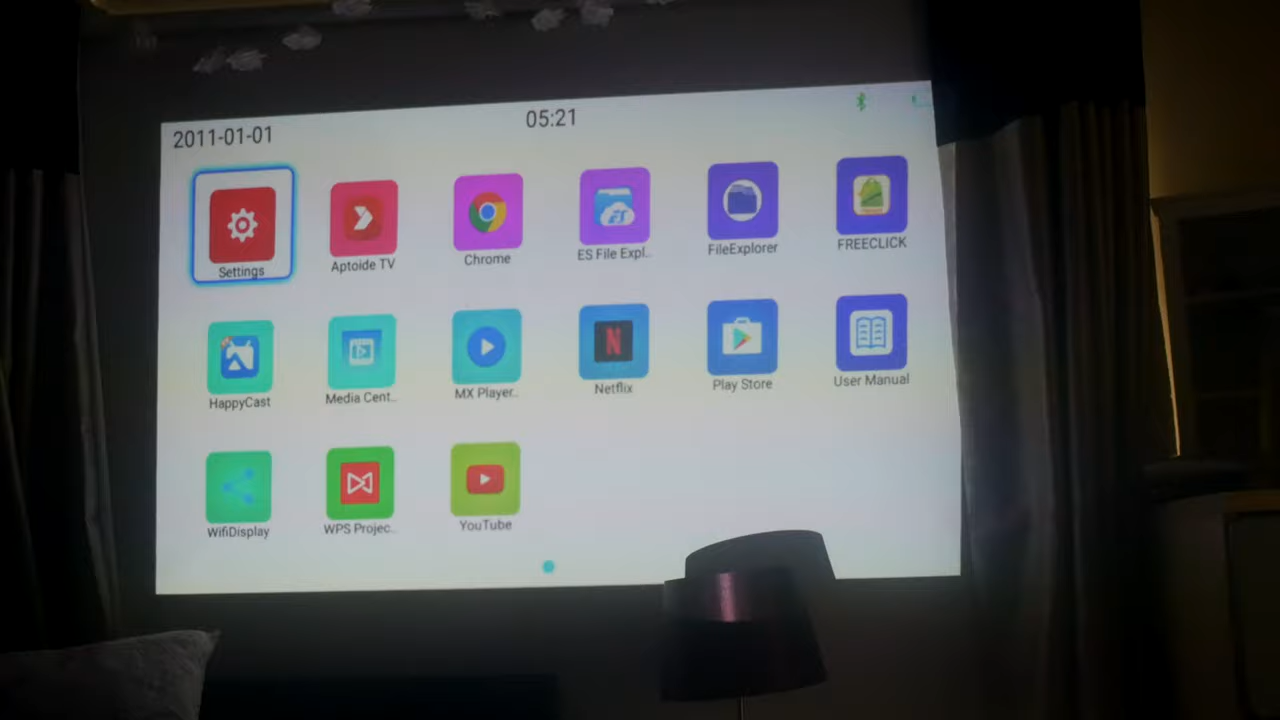 2011-01-01
05:21
Settings
Aptoide TV
Chrome
ES File Expl..
FileExplorer
FREECLICK
HappyCast
Media Cent..
MX Player..
Netflix
Play Store
User Manual
WifiDisplay
WPS Projec..
YouTube